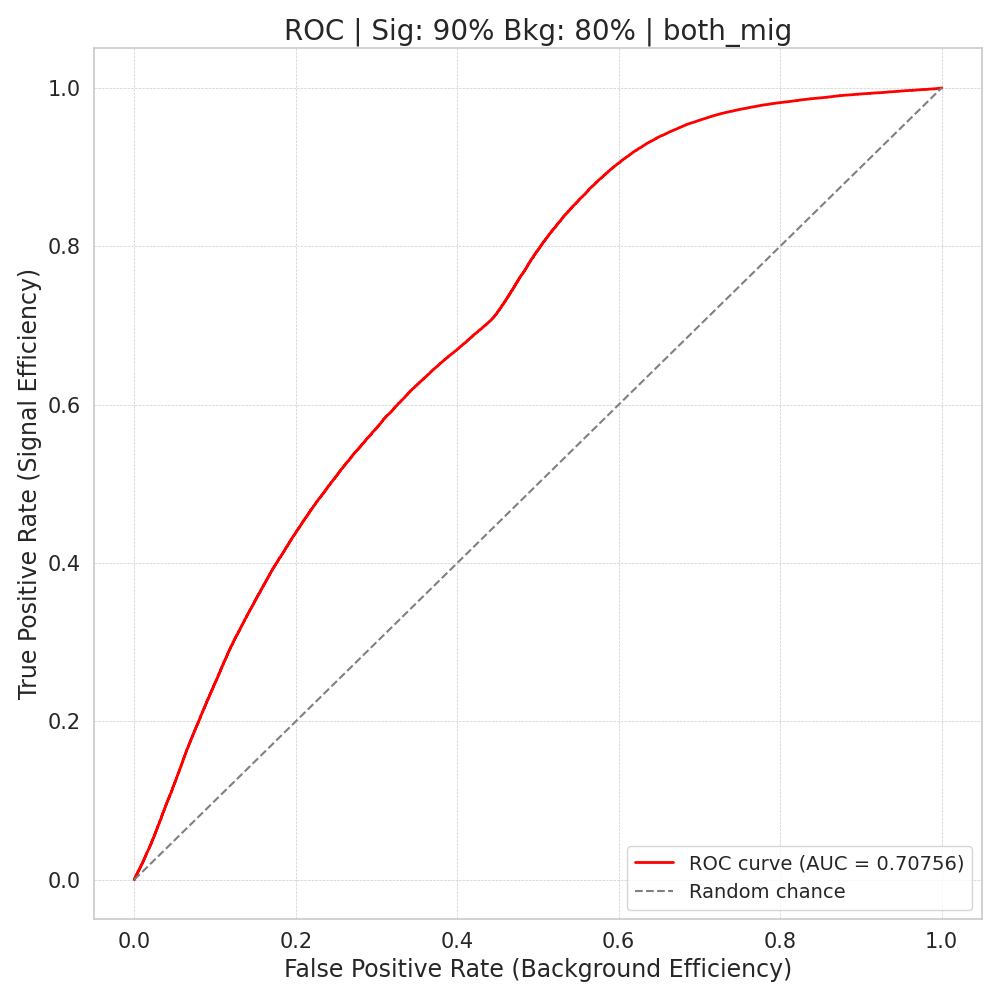 ROC | Sig: 90% Bkg: 80% | both_mig
True Positive Rate (Signal Efficiency)
1.0
0.8
0.6
0.4
0.2
0.0
ROC curve (AUC = 0.70756)
Random chance
0.0 0.2 0.4 0.6 0.8 1.0
False Positive Rate (Background Efficiency)